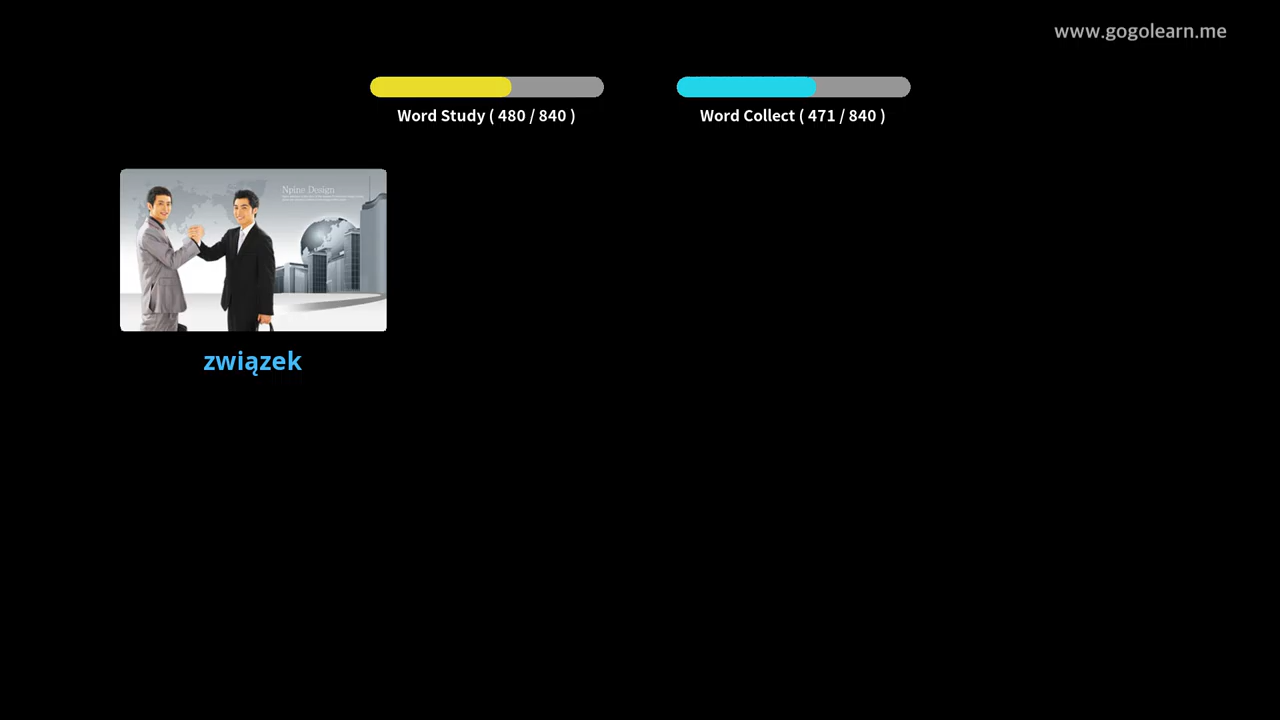 www.gogolearn.me
Word Study ( 480 / 840 )
Word Collect ( 471 / 840 )
Npine Design
związek